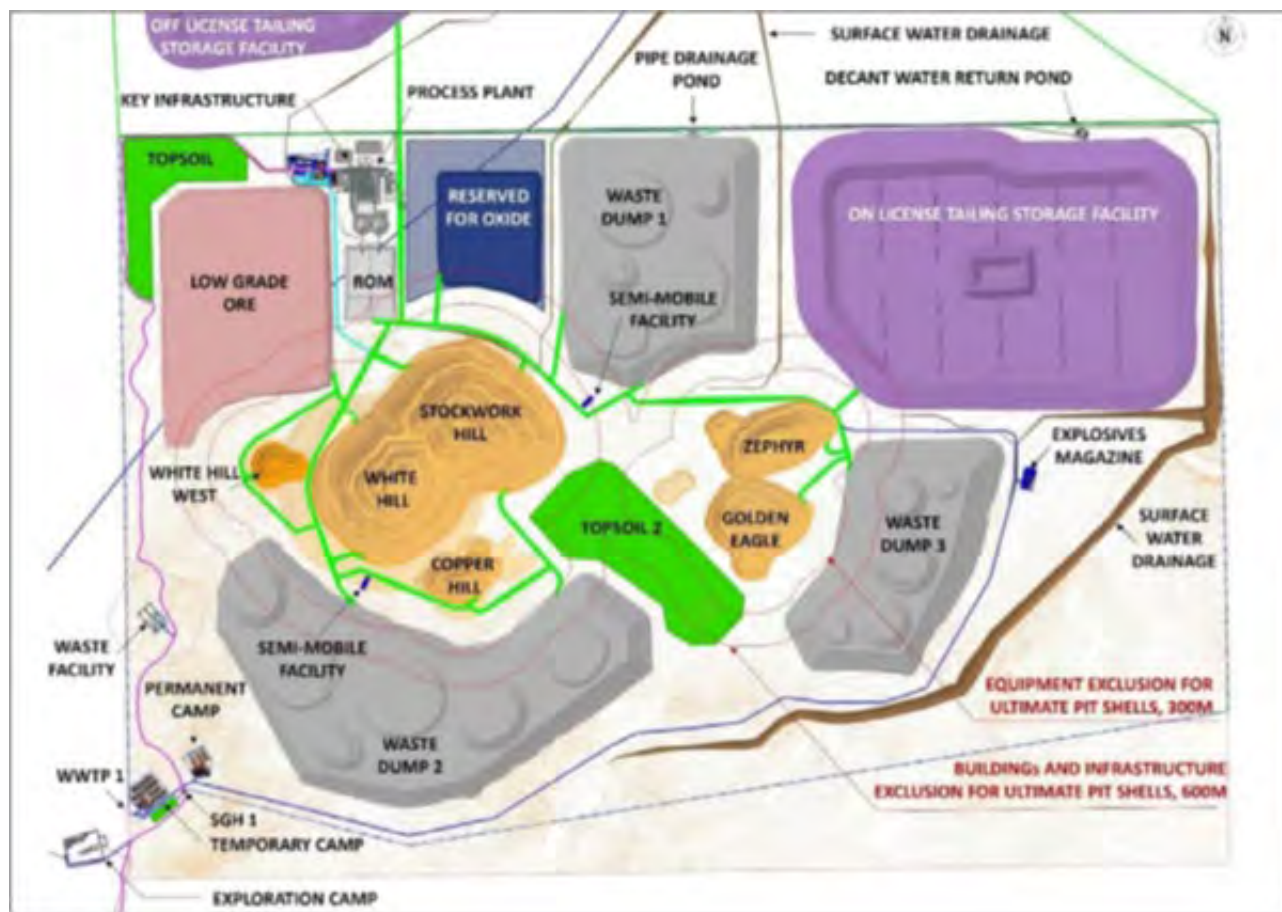 OFF LICENSE TAILING
STORAGE FACILITY
SURFACE WATER DRAINAGE
N
PIPE DRAINAGE
POND
DECANT WATER RETURN POND
KEY INFRASTRUCTURE
PROCESS PLANT
TOPSOIL
RESERVED
FOR OXIDE
WASTE
DUMP 1
ON LICENSE TAILING STORAGE FACILITY
LOW GRADE
ORE
ROM
SEMI-MOBILE
FACILITY
STOCKWORK
HILL
ZEPHYR
EXPLOSIVES
MAGAZINE
WHITE HILL
WEST
WHITE
HILL
TOPSOIL 2
GOLDEN
EAGLE
WASTE
DUMP 3
SURFACE
WATER
DRAINAGE
COPPER
HILL
WASTE
FACILITY
SEMI-MOBILE
FACILITY
PERMANENT
CAMP
EQUIPMENT EXCLUSION FOR
ULTIMATE PIT SHELLS, 300M
WASTE
DUMP 2
WWTP 1
BUILDINGs AND INFRASTRUCTURE
EXCLUSION FOR ULTIMATE PIT SHELLS, 600M
SGH 1
TEMPORARY CAMP
EXPLORATION CAMP